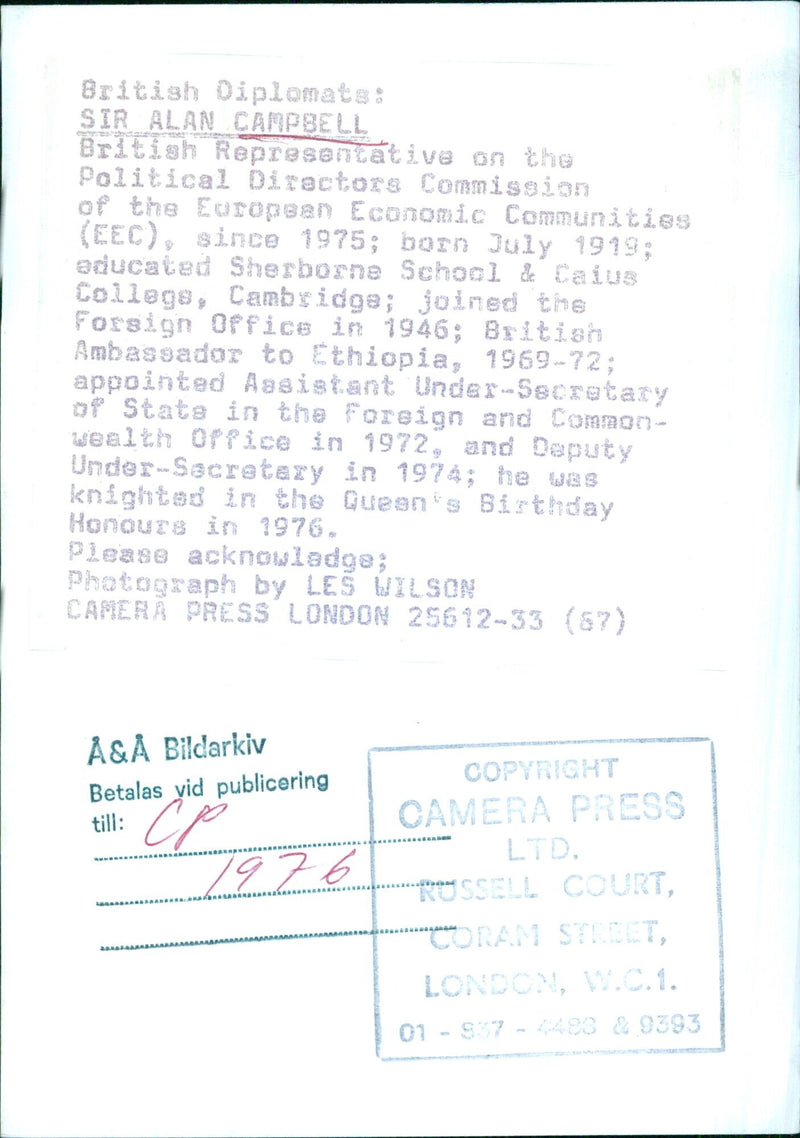 British Diplomats:
SIR ALAN CAMPBELL
British Representative on the
Political Directors Commission
of the European Economic Communities
(EEC), since 1975; born July 1919;
educated Sherborne School & Caius
College, Cambridge; joined the
Foreign Office in 1946; British
Ambassador to Ethiopia, 1969-72;
appointed Assistant Under-Secretary
of State in the Foreign and Common-
wealth Office in 1972, and Deputy
Under-Secretary in 1974; he was
knighted in the Queen's Birthday
Honours in 1976.
Please acknowledge;
Photograph by LES WILSON
CAMERA PRESS LONDON 25612-33 (67)
Å&Å Bildarkiv
Betalas vid publicering
till: CP
1976
COPYRIGHT
CAMERA PRESS
LTD.
RUSSELL COURT,
CORAM STREET,
LONDON, W.C.1.
01 - 837 - 4488 & 9393